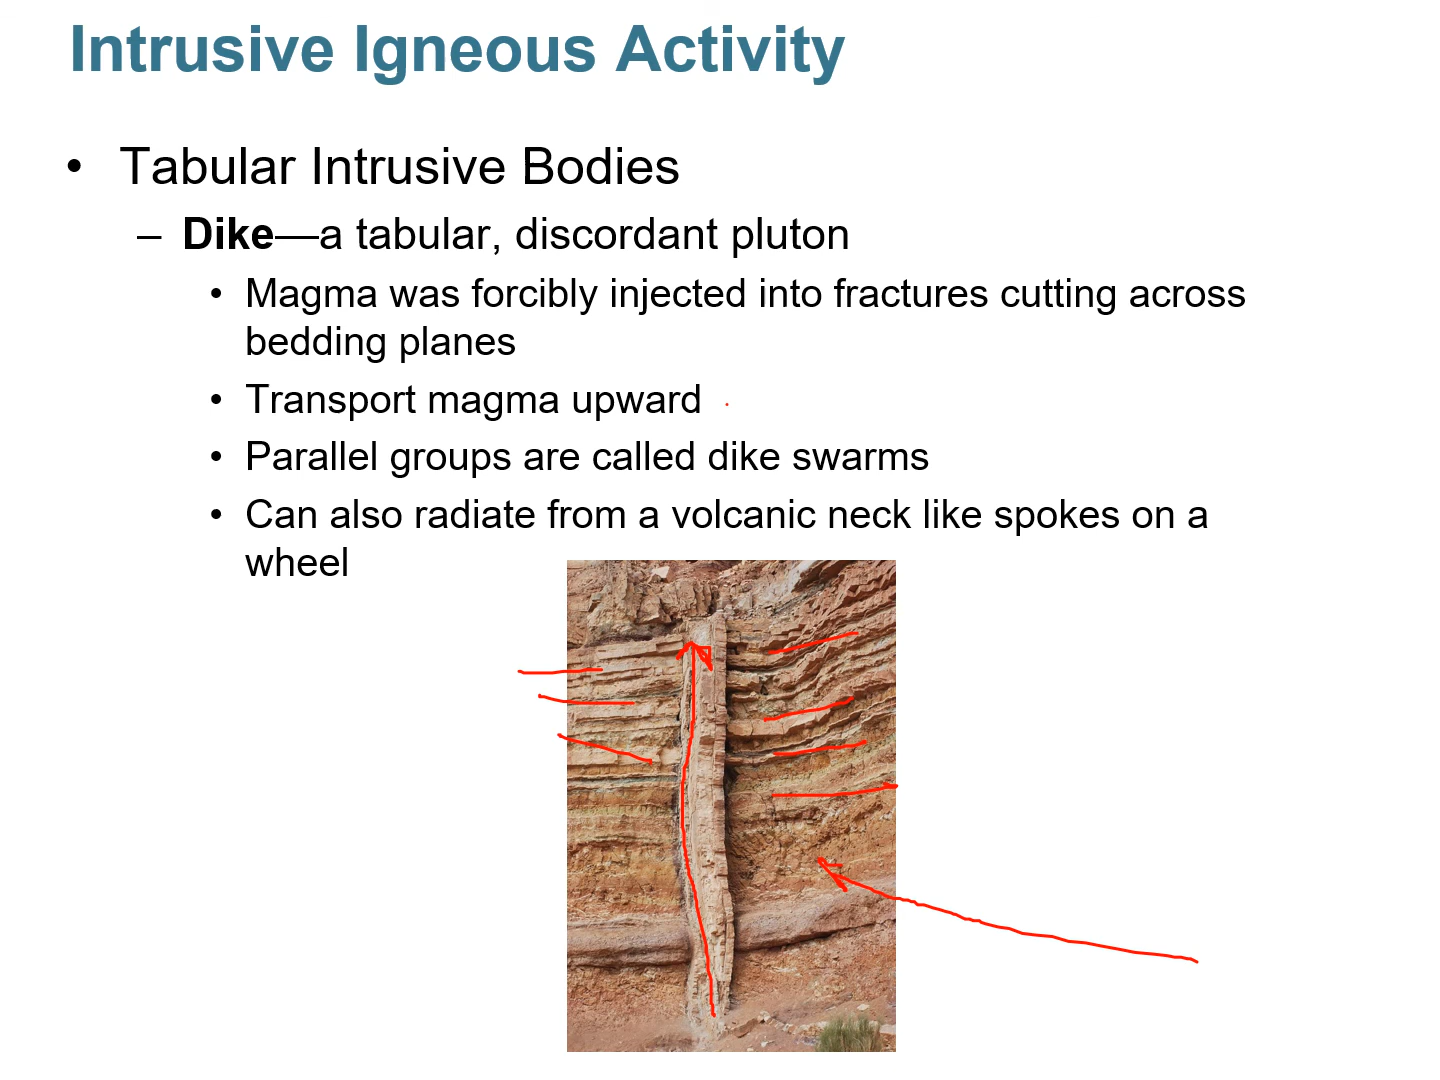 Intrusive Igneous Activity
• Tabular Intrusive Bodies
– Dike—a tabular, discordant pluton
• Magma was forcibly injected into fractures cutting across
bedding planes
• Transport magma upward
• Parallel groups are called dike swarms
• Can also radiate from a volcanic neck like spokes on a
wheel